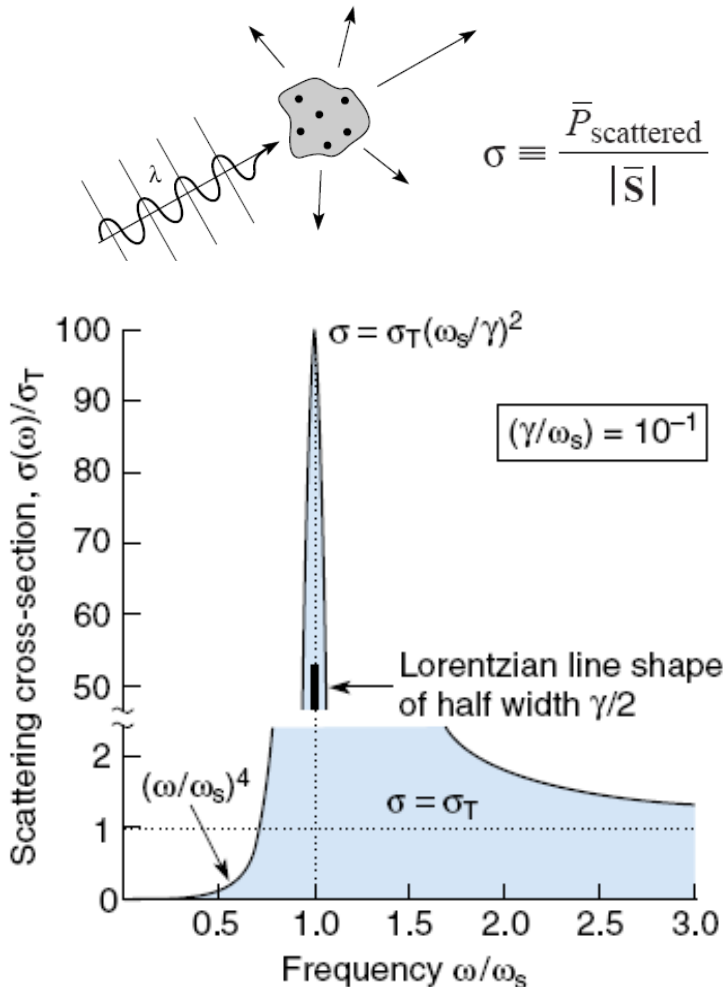 λ
σ ≡ P̅scattered / |S̅|
100
σ = σT(ωs/γ)²
90
(γ/ωs) = 10⁻¹
80
70
60
50
Lorentzian line shape
of half width γ/2
2
(ω/ωs)⁴
σ = σT
1
0
0.5 1.0 1.5 2.0 2.5 3.0
Frequency ω/ωs
Scattering cross-section, σ(ω)/σT